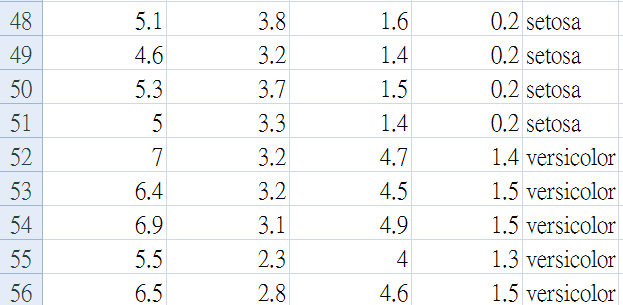 48 5.1 3.8 1.6 0.2 setosa
49 4.6 3.2 1.4 0.2 setosa
50 5.3 3.7 1.5 0.2 setosa
51 5 3.3 1.4 0.2 setosa
52 7 3.2 4.7 1.4 versicolor
53 6.4 3.2 4.5 1.5 versicolor
54 6.9 3.1 4.9 1.5 versicolor
55 5.5 2.3 4 1.3 versicolor
56 6.5 2.8 4.6 1.5 versicolor